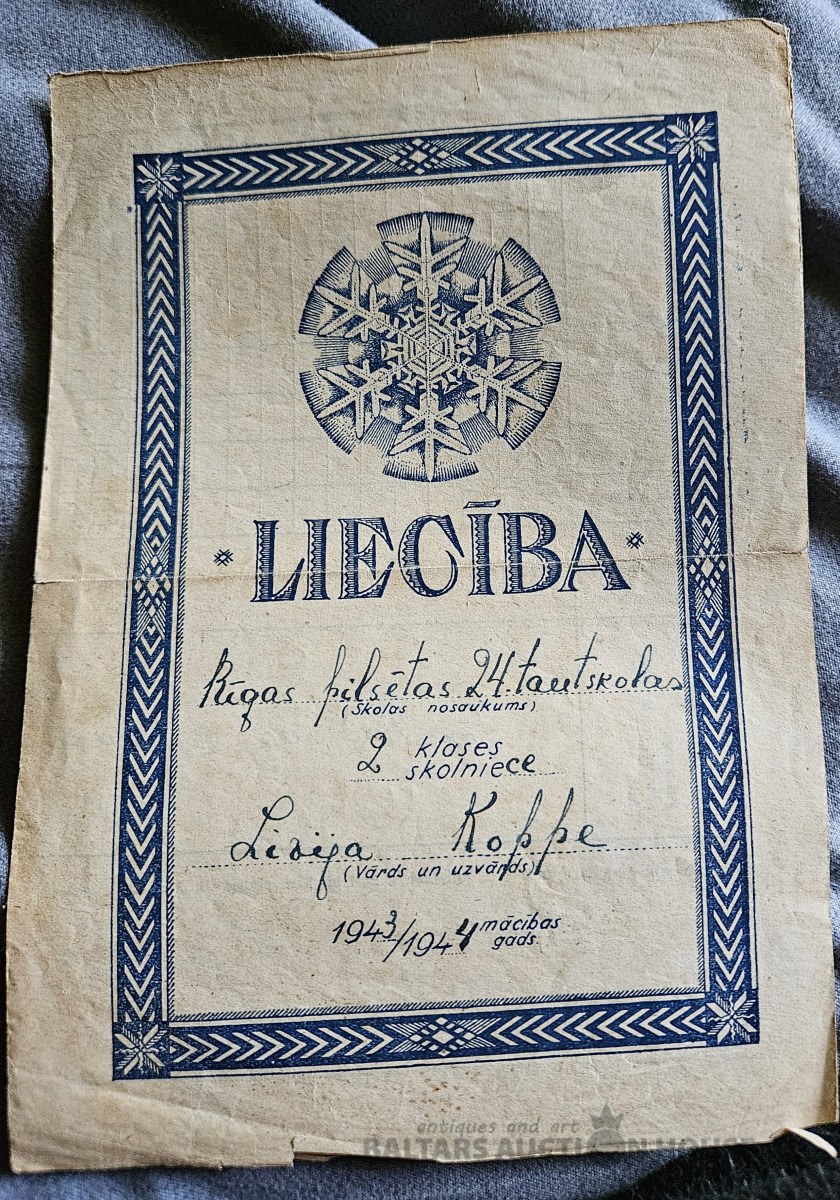 LIECĪBA
Rīgas pilsētas 24. tautskolas
(Skolas nosaukums)
2 klases
skolniece
Livija Koppe
(Vārds un uzvārds)
1943/1944 mācības
gads.
antiques and art
BALTARS AUCTION HOUSE